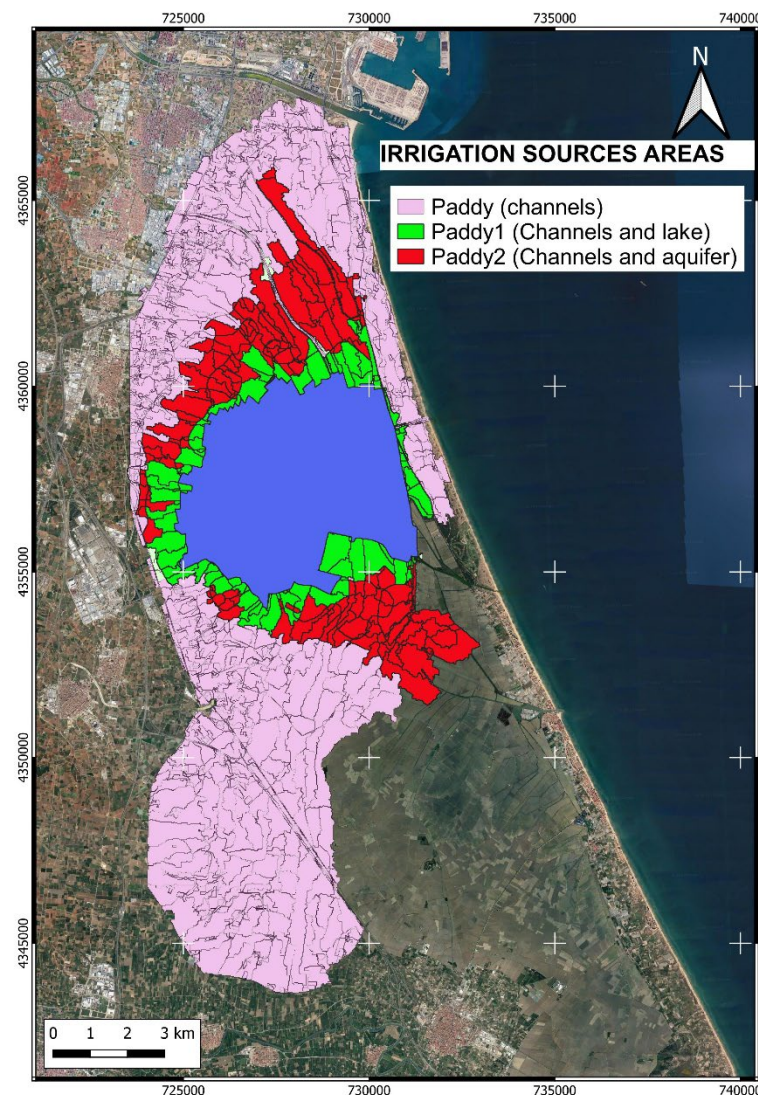 725000 730000 735000 740000
N
IRRIGATION SOURCES AREAS
Paddy (channels)
Paddy1 (Channels and lake)
Paddy2 (Channels and aquifer)
4365000
4360000
4355000
4350000
4345000
0 1 2 3 km
725000 730000 735000 740000